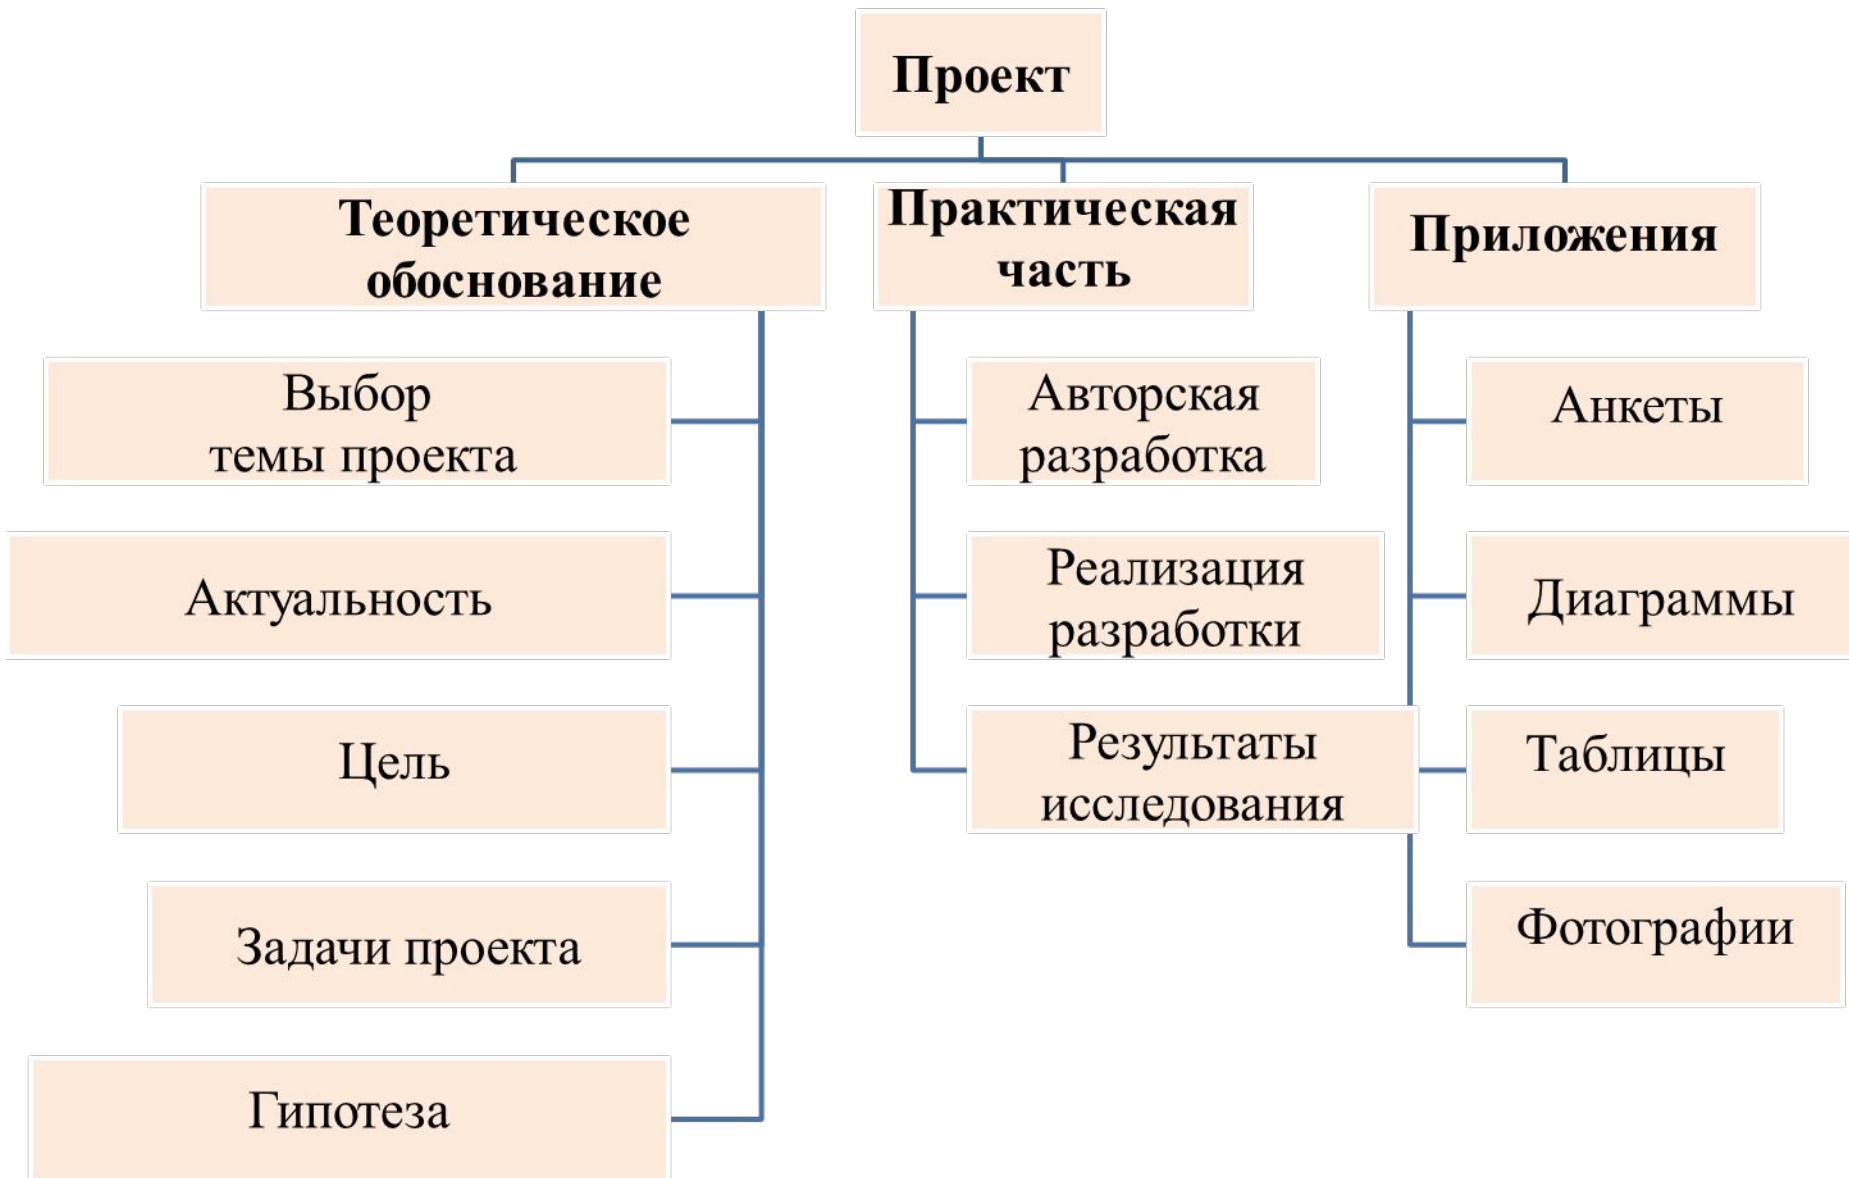 Проект
Теоретическое
обоснование
Практическая
часть
Приложения
Выбор
темы проекта
Актуальность
Цель
Задачи проекта
Гипотеза
Авторская
разработка
Реализация
разработки
Результаты
исследования
Анкеты
Диаграммы
Таблицы
Фотографии